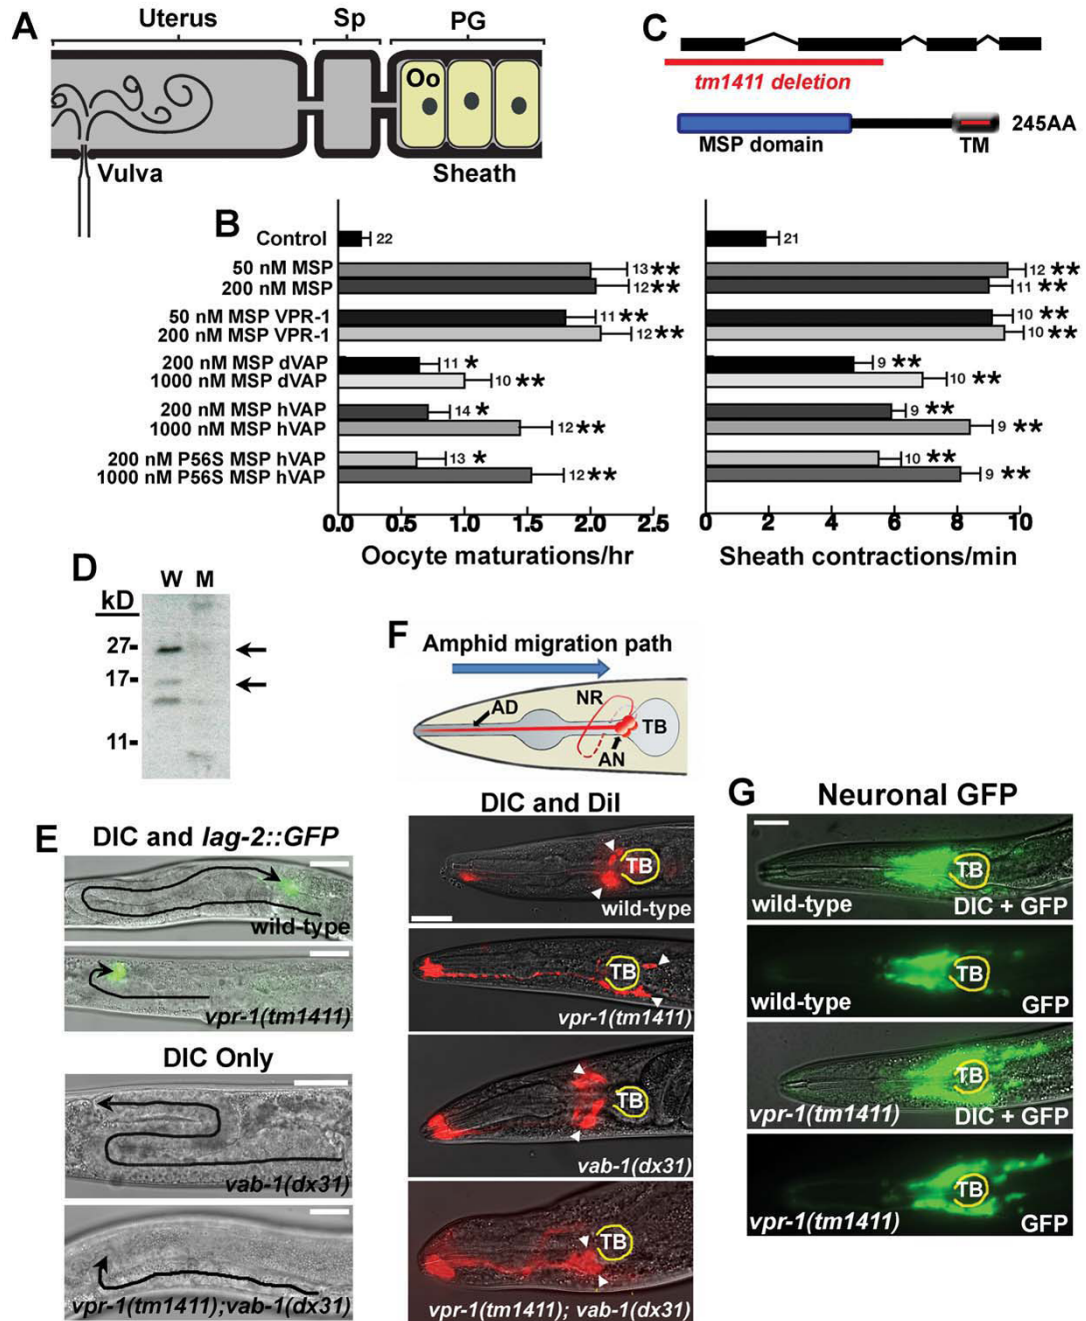 A
Uterus
Sp
PG
Oo
Vulva
Sheath
C
tm1411 deletion
MSP domain
TM
245AA
B
Control
22
21
50 nM MSP
13 **
12 **
200 nM MSP
12 **
11 **
50 nM MSP VPR-1
11 **
10 **
200 nM MSP VPR-1
12 **
10 **
200 nM MSP dVAP
11 *
9 **
1000 nM MSP dVAP
10 **
10 **
200 nM MSP hVAP
14 *
9 **
1000 nM MSP hVAP
12 **
9 **
200 nM P56S MSP hVAP
13 *
10 **
1000 nM P56S MSP hVAP
12 **
9 **
0.0 0.5 1.0 1.5 2.0 2.5
Oocyte maturations/hr
0 2 4 6 8 10
Sheath contractions/min
D
W M
kD
27-
17-
11-
F
Amphid migration path
AD
NR
TB
AN
E
DIC and lag-2::GFP
wild-type
vpr-1(tm1411)
DIC Only
vab-1(dx31)
vpr-1(tm1411);vab-1(dx31)
DIC and DiI
TB
wild-type
TB
vpr-1(tm1411)
TB
vab-1(dx31)
TB
vpr-1(tm1411); vab-1(dx31)
G
Neuronal GFP
TB
wild-type
DIC + GFP
TB
wild-type
GFP
TB
vpr-1(tm1411)
DIC + GFP
TB
vpr-1(tm1411)
GFP